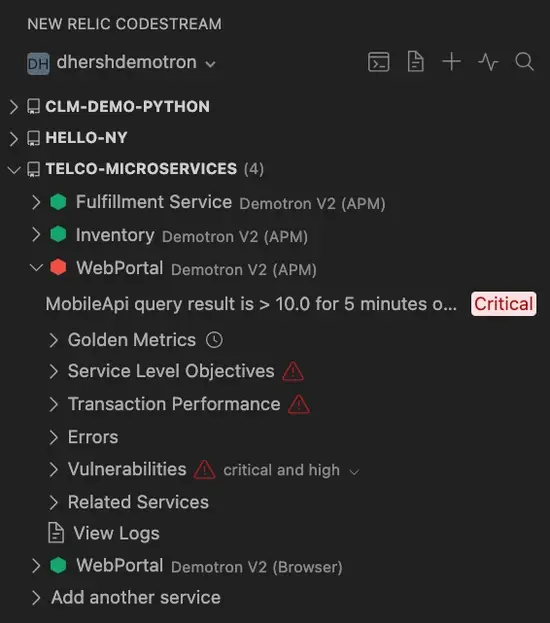 NEW RELIC CODESTREAM
DH dhershdemotron
CLM-DEMO-PYTHON
HELLO-NY
TELCO-MICROSERVICES (4)
Fulfillment Service Demotron V2 (APM)
Inventory Demotron V2 (APM)
WebPortal Demotron V2 (APM)
MobileApi query result is > 10.0 for 5 minutes o... Critical
Golden Metrics
Service Level Objectives
Transaction Performance
Errors
Vulnerabilities critical and high
Related Services
View Logs
WebPortal Demotron V2 (Browser)
Add another service